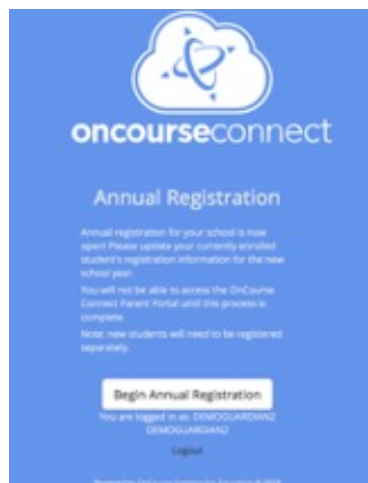 oncourseconnect
Annual Registration
Annual registration for your school is now
open! Please update your currently enrolled
student's registration information for the new
school year.
You will not be able to access the OnCourse
Connect Parent Portal until this process is
complete.
Note: new students will need to be registered
separately.
Begin Annual Registration
You are logged in as: DEMOGUARDIAN2
DEMOGUARDIAN2
Logout